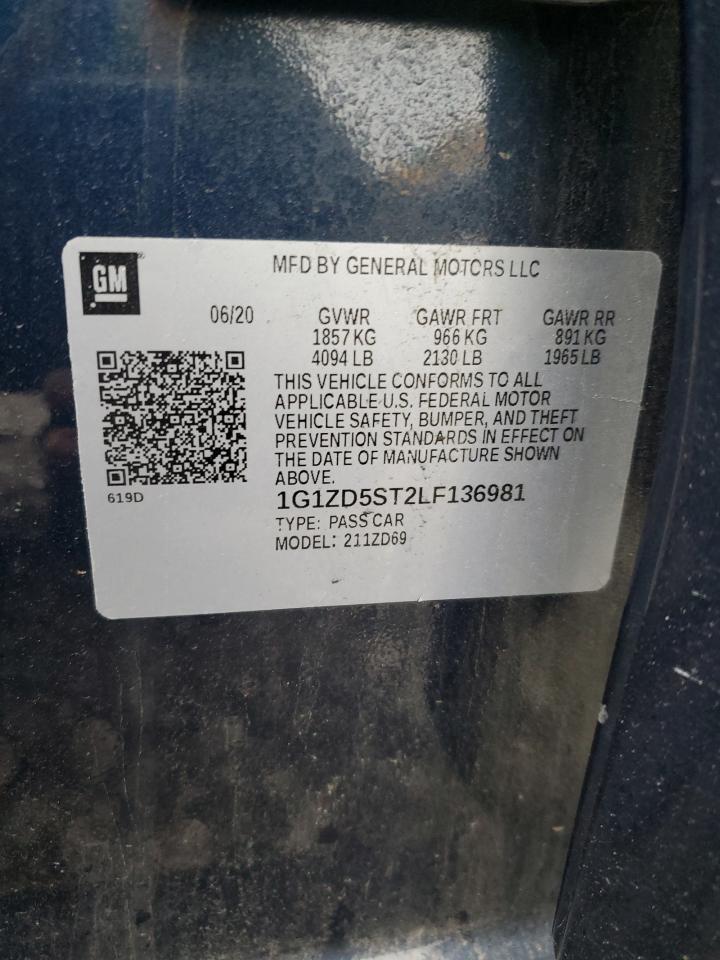 GM
MFD BY GENERAL MOTORS LLC
06/20 GVWR GAWR FRT GAWR RR
1857 KG 966 KG 891 KG
4094 LB 2130 LB 1965 LB
THIS VEHICLE CONFORMS TO ALL
APPLICABLE U.S. FEDERAL MOTOR
VEHICLE SAFETY, BUMPER, AND THEFT
PREVENTION STANDARDS IN EFFECT ON
THE DATE OF MANUFACTURE SHOWN
ABOVE.
619D
1G1ZD5ST2LF136981
TYPE: PASS CAR
MODEL: 211ZD69